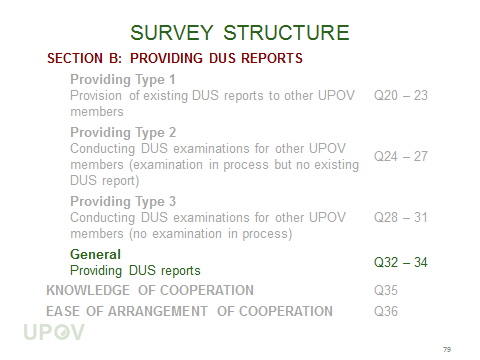 SURVEY STRUCTURE
SECTION B: PROVIDING DUS REPORTS
Providing Type 1
Provision of existing DUS reports to other UPOV Q20 – 23
members
Providing Type 2
Conducting DUS examinations for other UPOV
members (examination in process but no existing Q24 – 27
DUS report)
Providing Type 3
Conducting DUS examinations for other UPOV Q28 – 31
members (no examination in process)
General
Providing DUS reports Q32 – 34
KNOWLEDGE OF COOPERATION Q35
EASE OF ARRANGEMENT OF COOPERATION Q36
UPOV
79